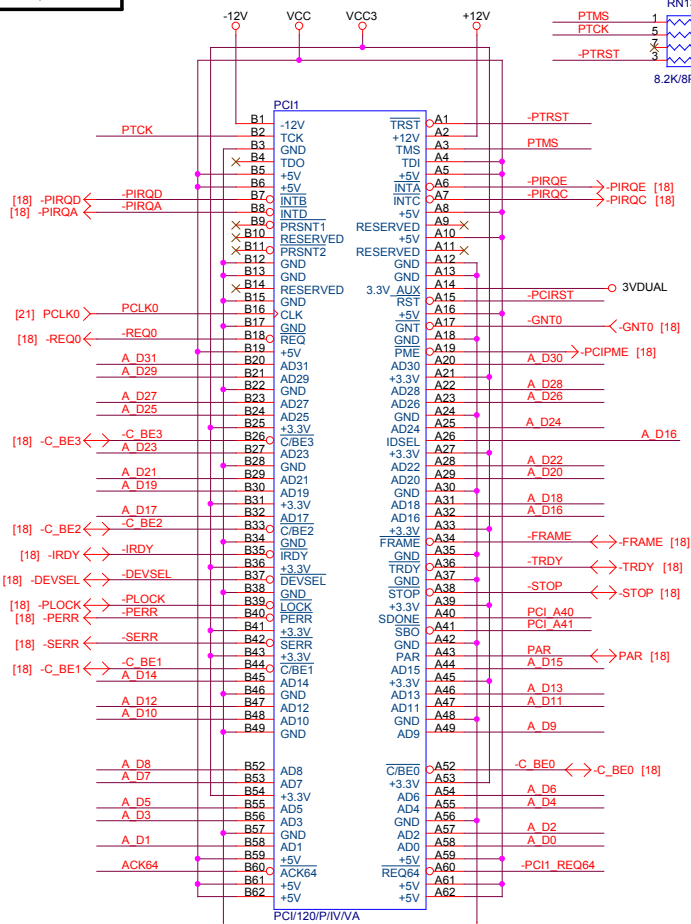 -12V VCC VCC3 +12V
RN1
PTMS 1
PTCK 5
7
-PTRST 3
8.2K/8P
PCI1
B1 -12V TRST A1 -PTRST
PTCK B2 TCK +12V A2
B3 GND TMS A3 PTMS
B4 TDO TDI A4
B5 +5V +5V A5
B6 +5V INTA A6 -PIRQE -PIRQE [18]
[18] -PIRQD -PIRQD B7 INTB INTC A7 -PIRQC -PIRQC [18]
[18] -PIRQA -PIRQA B8 INTD +5V A8
B9 PRSNT1 RESERVED A9
B10 RESERVED +5V A10
B11 PRSNT2 RESERVED A11
B12 GND GND A12
B13 GND GND A13
B14 RESERVED 3.3V_AUX A14 3VDUAL
B15 GND RST A15 -PCIRST
[21] PCLK0 PCLK0 B16 CLK +5V A16
B17 GND GNT A17 -GNT0 -GNT0 [18]
[18] -REQ0 -REQ0 B18 REQ GND A18
B19 +5V PME A19 -PCIPME [18]
A_D31 B20 AD31 AD30 A20 A_D30
A_D29 B21 AD29 +3.3V A21
B22 GND AD28 A22 A_D28
A_D27 B23 AD27 AD26 A23 A_D26
A_D25 B24 AD25 GND A24
B25 +3.3V AD24 A25 A_D24
[18] -C_BE3 -C_BE3 B26 C/BE3 IDSEL A26 A_D16
A_D23 B27 AD23 +3.3V A27
B28 GND AD22 A28 A_D22
A_D21 B29 AD21 AD20 A29 A_D20
A_D19 B30 AD19 GND A30
B31 +3.3V AD18 A31 A_D18
A_D17 B32 AD17 AD16 A32 A_D16
[18] -C_BE2 -C_BE2 B33 C/BE2 +3.3V A33
B34 GND FRAME A34 -FRAME -FRAME [18]
[18] -IRDY -IRDY B35 IRDY GND A35
B36 +3.3V TRDY A36 -TRDY -TRDY [18]
[18] -DEVSEL -DEVSEL B37 DEVSEL GND A37
B38 GND STOP A38 -STOP -STOP [18]
[18] -PLOCK -PLOCK B39 LOCK +3.3V A39
[18] -PERR -PERR B40 PERR SDONE A40 PCI_A40
B41 +3.3V SBO A41 PCI_A41
[18] -SERR -SERR B42 SERR GND A42
B43 +3.3V PAR A43 PAR PAR [18]
[18] -C_BE1 -C_BE1 B44 C/BE1 AD15 A44 A_D15
A_D14 B45 AD14 +3.3V A45
B46 GND AD13 A46 A_D13
A_D12 B47 AD12 AD11 A47 A_D11
A_D10 B48 AD10 GND A48
B49 GND AD9 A49 A_D9
A_D8 B52 AD8 C/BE0 A52 -C_BE0 -C_BE0 [18]
A_D7 B53 AD7 +3.3V A53
B54 +3.3V AD6 A54 A_D6
A_D5 B55 AD5 AD4 A55 A_D4
A_D3 B56 AD3 GND A56
B57 GND AD2 A57 A_D2
A_D1 B58 AD1 AD0 A58 A_D0
B59 +5V +5V A59
ACK64 B60 ACK64 REQ64 A60 -PCI1_REQ64
B61 +5V +5V A61
B62 +5V +5V A62
PCI/120/P/IV/VA